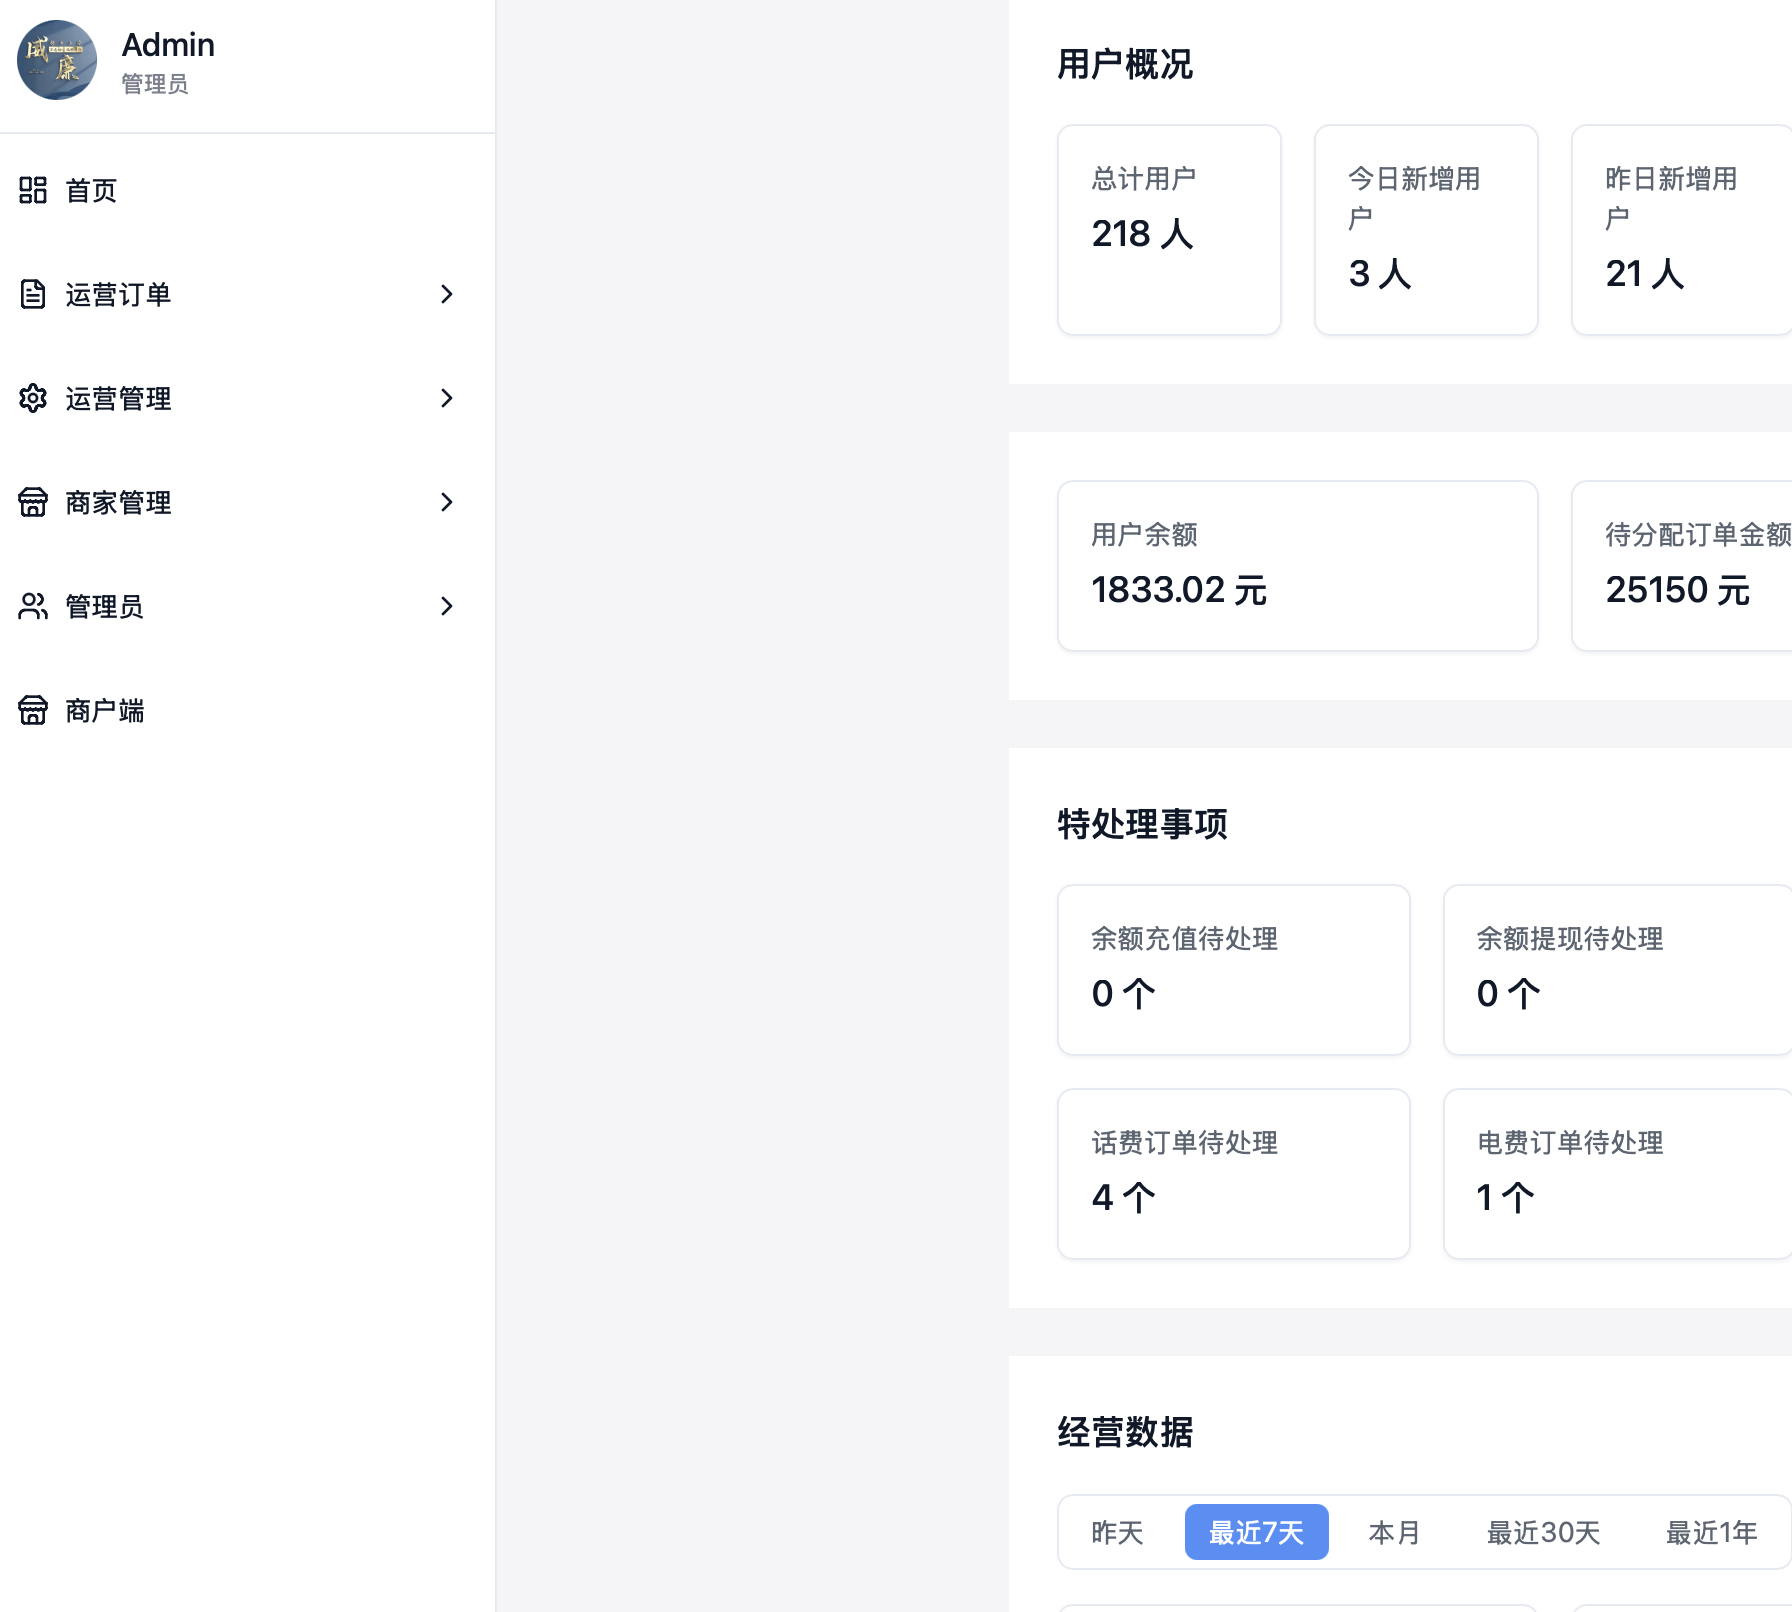 Admin
管理员
首页
运营订单
运营管理
商家管理
管理员
商户端
用户概况
总计用户
218 人
今日新增用
户
3 人
昨日新增用
户
21 人
用户余额
1833.02 元
待分配订单金额
25150 元
特处理事项
余额充值待处理
0 个
余额提现待处理
0 个
话费订单待处理
4 个
电费订单待处理
1 个
经营数据
昨天
最近7天
本月
最近30天
最近1年